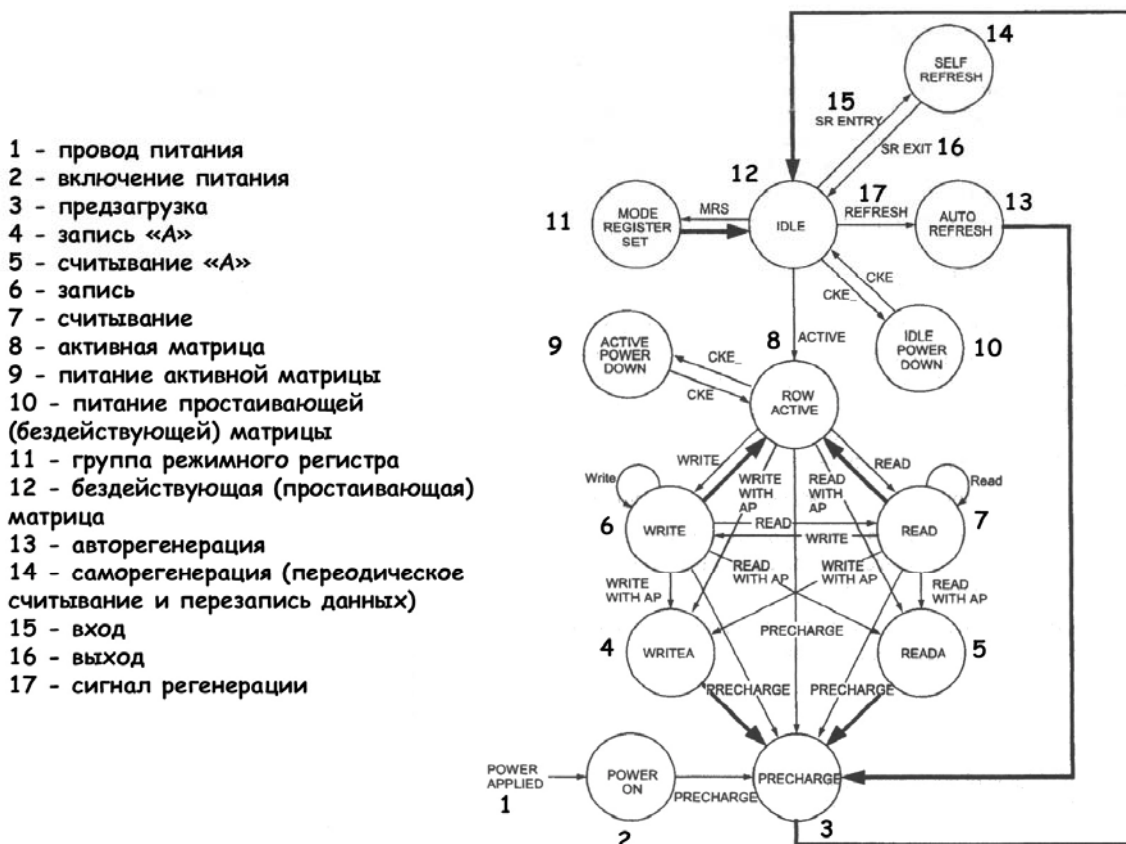 1 - провод питания
2 - включение питания
3 - предзагрузка
4 - запись «А»
5 - считывание «А»
6 - запись
7 - считывание
8 - активная матрица
9 - питание активной матрицы
10 - питание простаивающей
(бездействующей) матрицы
11 - группа режимного регистра
12 - бездействующая (простаивающая)
матрица
13 - авторегенерация
14 - саморегенерация (переодическое
считывание и перезапись данных)
15 - вход
16 - выход
17 - сигнал регенерации
14
SELF
REFRESH
15
SR ENTRY
SR EXIT 16
12
17
13
11
MODE
REGISTER
SET
MRS
IDLE
REFRESH
AUTO
REFRESH
CKE
CKE_
9
ACTIVE
POWER
DOWN
8
ACTIVE
IDLE
POWER
DOWN
10
CKE_
CKE
ROW
ACTIVE
WRITE
READ
Write
WRITE
WITH
AP
READ
WITH
AP
Read
6
WRITE
READ
WRITE
READ
7
WRITE
WITH AP
READ
WITH AP
WRITE
WITH AP
READ
WITH AP
PRECHARGE
4
WRITEA
READA
5
PRECHARGE
PRECHARGE
POWER
APPLIED
1
POWER
ON
PRECHARGE
PRECHARGE
2
3